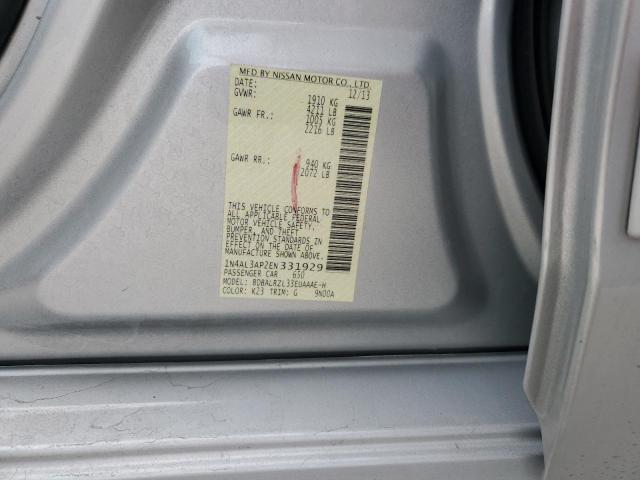 MFD BY NISSAN MOTOR CO., LTD.
DATE: 12/13
GVWR: 1910 KG
4211 LB
GAWR FR.: 1005 KG
2216 LB
GAWR RR.: 940 KG
2072 LB
THIS VEHICLE CONFORMS TO
ALL APPLICABLE FEDERAL
MOTOR VEHICLE SAFETY,
BUMPER, AND THEFT
PREVENTION STANDARDS IN
EFFECT ON THE DATE OF
MANUFACTURE SHOWN ABOVE.
1N4AL3AP2EN331929
PASSENGER CAR 650
MODEL: BDBALRZL33EUAAAE-H
COLOR: K23 TRIM: G 9N00A